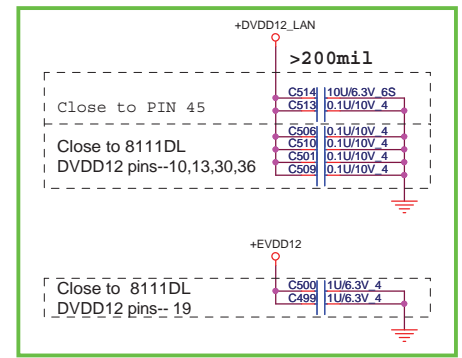 +DVDD12_LAN
>200mil
C514 10U/6.3V_6S
C513 0.1U/10V_4
Close to PIN 45
C506 0.1U/10V_4
C510 0.1U/10V_4
C501 0.1U/10V_4
C509 0.1U/10V_4
Close to 8111DL
DVDD12 pins--10,13,30,36
+EVDD12
C500 1U/6.3V_4
C499 1U/6.3V_4
Close to 8111DL
DVDD12 pins-- 19